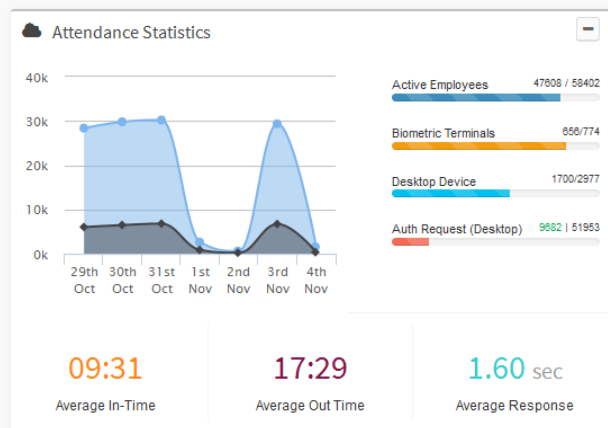 Attendance Statistics
40k
30k
20k
10k
0k
29th Oct
30th Oct
31st Oct
1st Nov
2nd Nov
3rd Nov
4th Nov
Active Employees 47608 / 58402
Biometric Terminals 656/774
Desktop Device 1700/2977
Auth Request (Desktop) 9682 | 51953
09:31
Average In-Time
17:29
Average Out Time
1.60 sec
Average Response